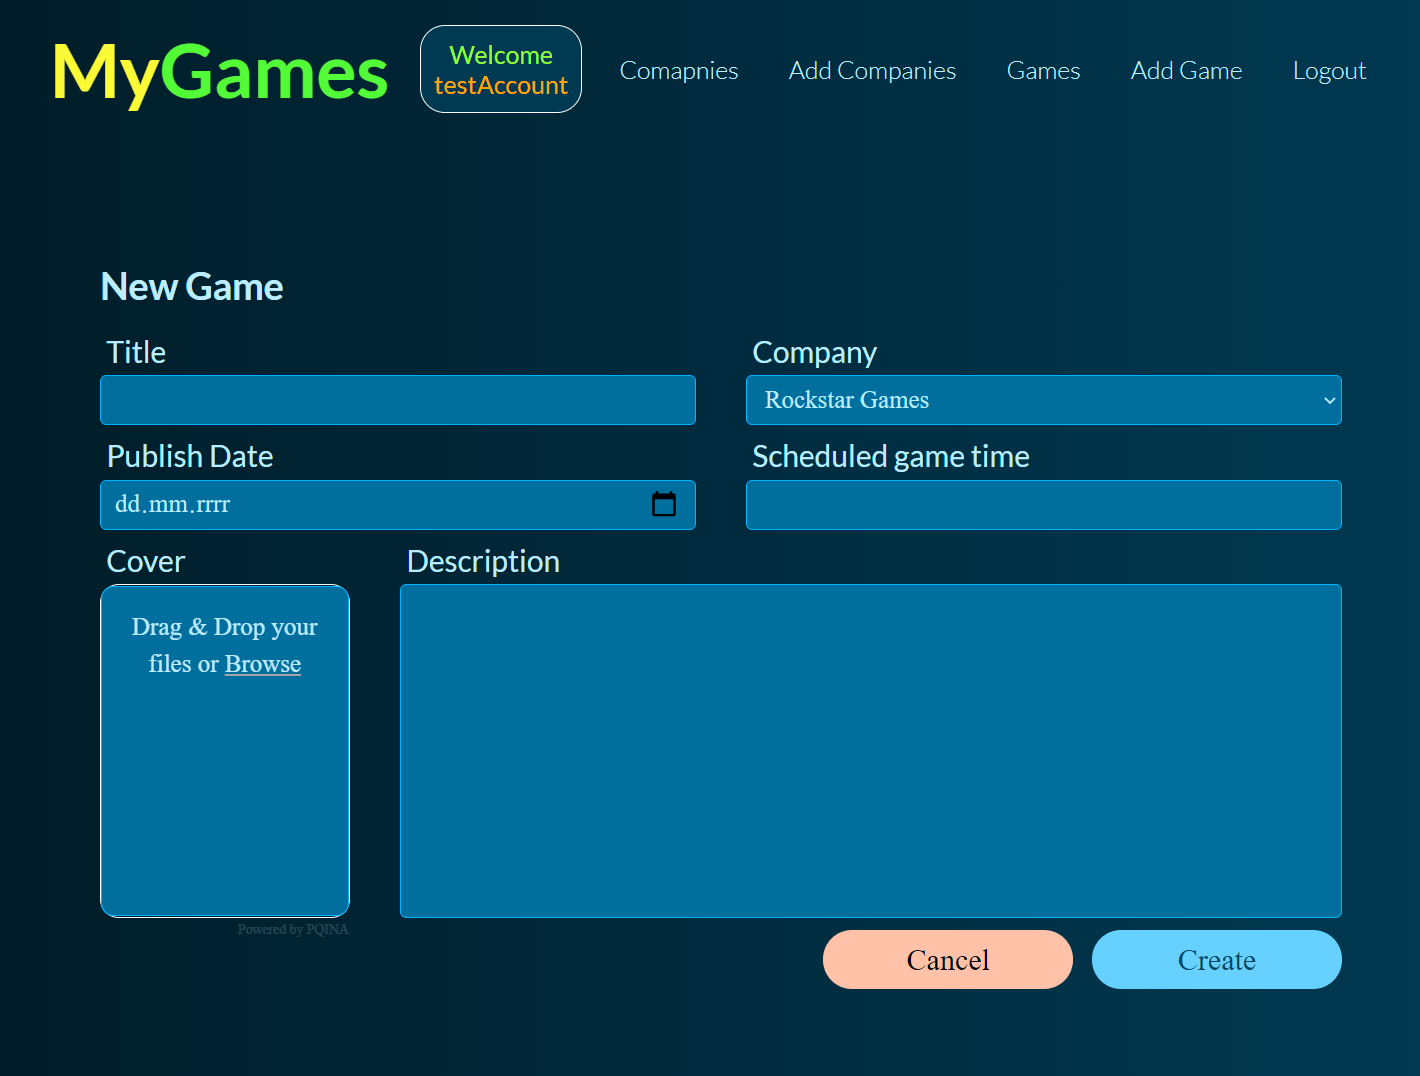 MyGames
Welcome
testAccount
Comapnies
Add Companies
Games
Add Game
Logout
New Game
Title
Company
Rockstar Games
Publish Date
Scheduled game time
dd.mm.rrrr
Cover
Description
Drag & Drop your
files or Browse
Powered by PQINA
Cancel
Create